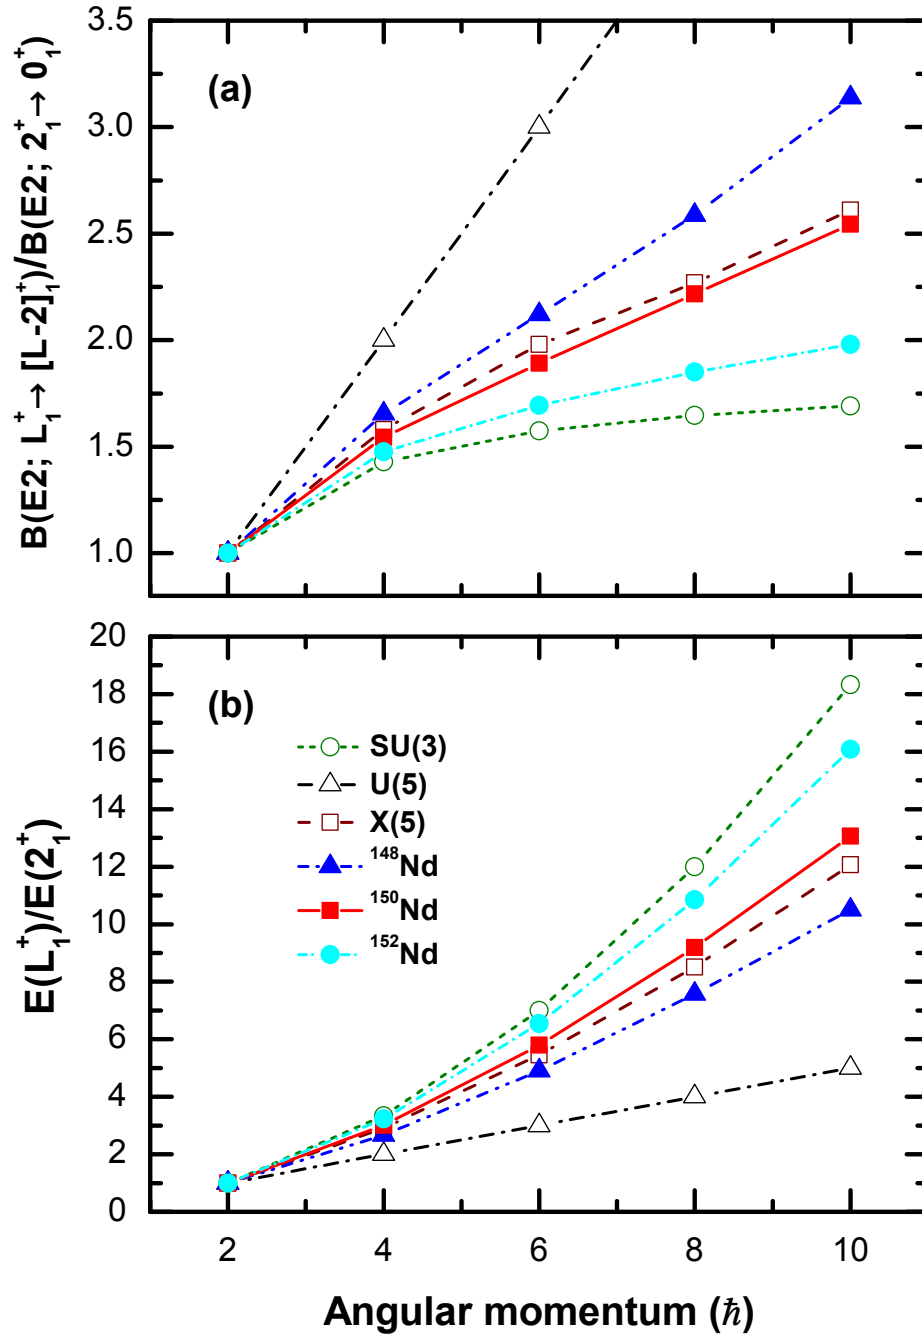 B(E2; L₁⁺→ [L-2]₁⁺)/B(E2; 2₁⁺→ 0₁⁺)
3.5
3.0
2.5
2.0
1.5
1.0
(a)
E(L₁⁺)/E(2₁⁺)
20
18
16
14
12
10
8
6
4
2
0
(b)
SU(3)
U(5)
X(5)
¹⁴⁸Nd
¹⁵⁰Nd
¹⁵²Nd
2 4 6 8 10
Angular momentum (ℏ)